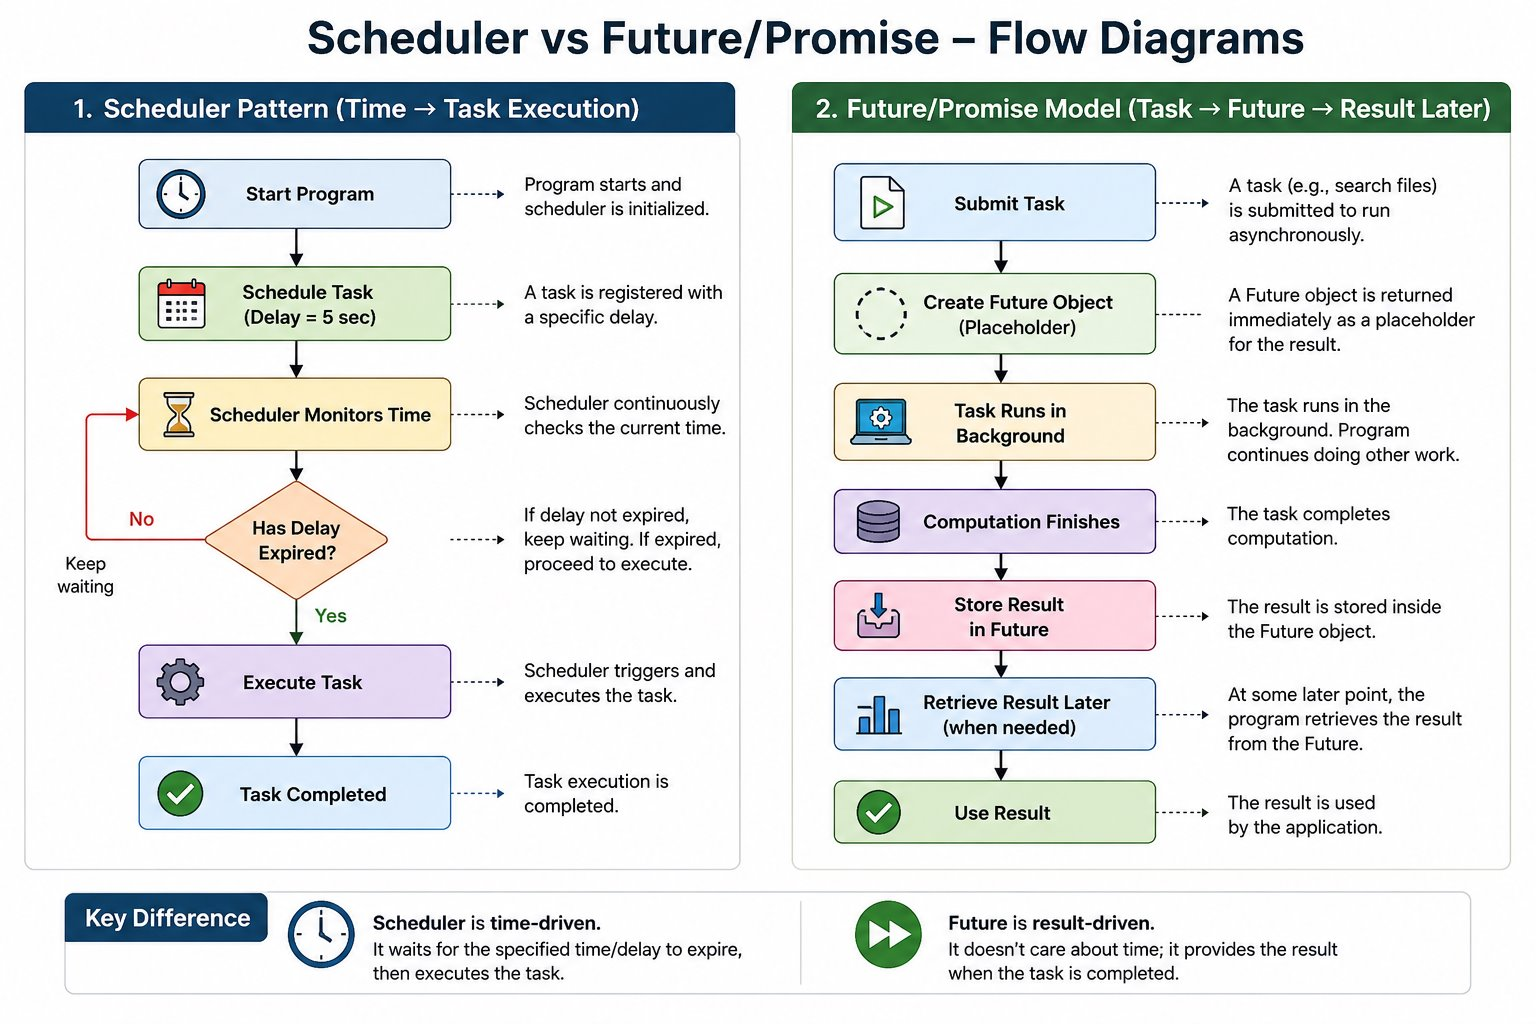 Scheduler vs Future/Promise – Flow Diagrams
1. Scheduler Pattern (Time → Task Execution)
Start Program
Program starts and
scheduler is initialized.
Schedule Task
(Delay = 5 sec)
A task is registered with
a specific delay.
Scheduler Monitors Time
Scheduler continuously
checks the current time.
Has Delay
Expired?
If delay not expired,
keep waiting. If expired,
proceed to execute.
No
Keep
waiting
Yes
Execute Task
Scheduler triggers and
executes the task.
Task Completed
Task execution is
completed.
2. Future/Promise Model (Task → Future → Result Later)
Submit Task
A task (e.g., search files)
is submitted to run
asynchronously.
Create Future Object
(Placeholder)
A Future object is returned
immediately as a placeholder
for the result.
Task Runs in
Background
The task runs in the
background. Program
continues doing other work.
Computation Finishes
The task completes
computation.
Store Result
in Future
The result is stored inside
the Future object.
Retrieve Result Later
(when needed)
At some later point, the
program retrieves the result
from the Future.
Use Result
The result is used
by the application.
Key Difference
Scheduler is time-driven.
It waits for the specified time/delay to expire,
then executes the task.
Future is result-driven.
It doesn't care about time; it provides the result
when the task is completed.